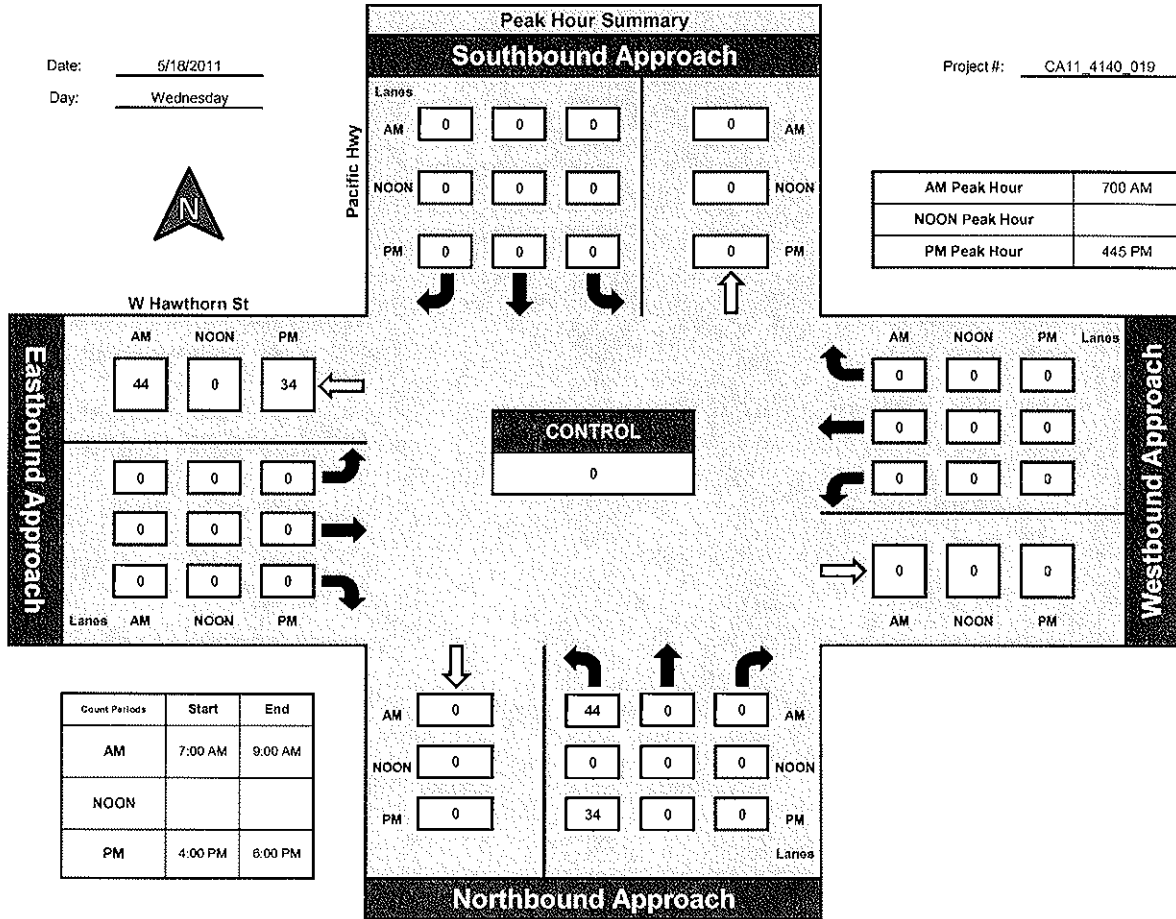 Peak Hour Summary
Southbound Approach
Date: 5/18/2011
Day: Wednesday
Project #: CA11_4140_019
N
Pacific Hwy
Lanes
AM 0 0 0 0 AM
NOON 0 0 0 0 NOON
PM 0 0 0 0 PM
AM Peak Hour 700 AM
NOON Peak Hour
PM Peak Hour 445 PM
W Hawthorn St
Eastbound Approach
AM NOON PM
44 0 34
0 0 0
0 0 0
0 0 0
Lanes AM NOON PM
CONTROL
0
AM NOON PM Lanes
0 0 0
0 0 0
0 0 0
0 0 0
AM NOON PM
Westbound Approach
Count Periods Start End
AM 7:00 AM 9:00 AM
NOON
PM 4:00 PM 6:00 PM
AM 0 44 0 0 AM
NOON 0 0 0 0 NOON
PM 0 34 0 0 PM
Lanes
Northbound Approach